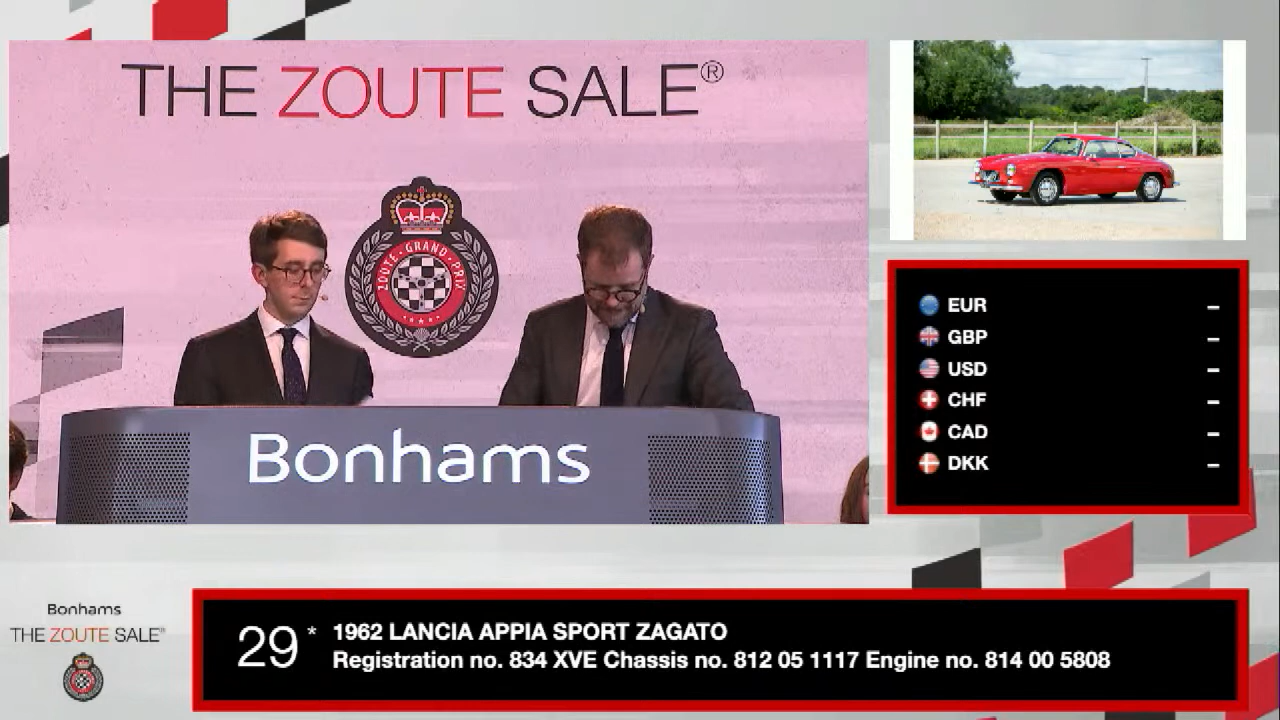 THE ZOUTE SALE®
ZOUTE·GRAND·PRIX
Bonhams
EUR –
GBP –
USD –
CHF –
CAD –
DKK –
Bonhams
THE ZOUTE SALE®
29* 1962 LANCIA APPIA SPORT ZAGATO
Registration no. 834 XVE Chassis no. 812 05 1117 Engine no. 814 00 5808